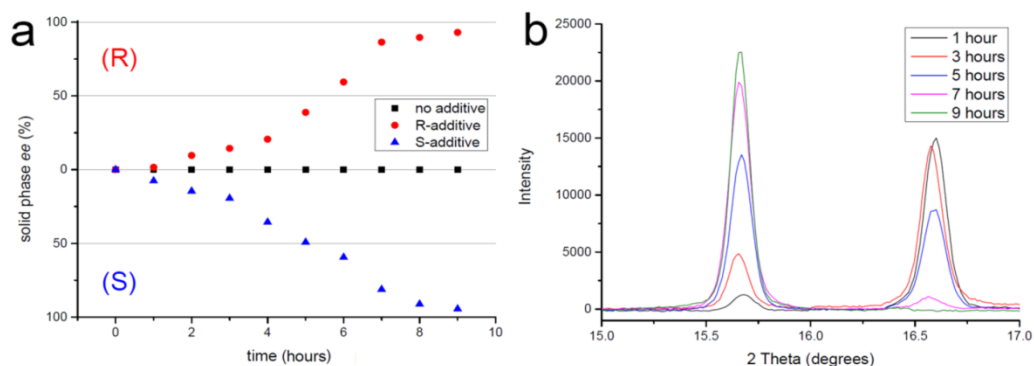 a
solid phase ee (%)
100
50
0
50
100
(R)
(S)
no additive
R-additive
S-additive
0
2
4
6
8
10
time (hours)
b
Intensity
25000
20000
15000
10000
5000
0
1 hour
3 hours
5 hours
7 hours
9 hours
15.0
15.5
16.0
16.5
17.0
2 Theta (degrees)